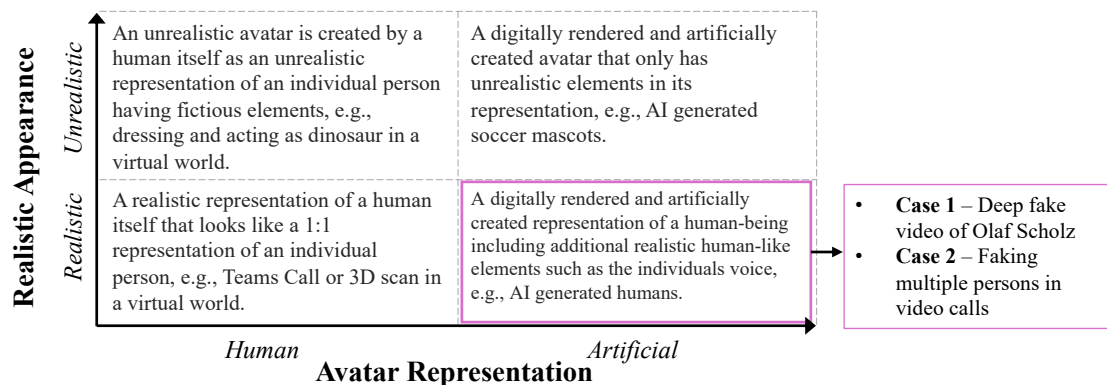 Realistic Appearance
Unrealistic
Realistic
An unrealistic avatar is created by a
human itself as an unrealistic
representation of an individual person
having fictious elements, e.g.,
dressing and acting as dinosaur in a
virtual world.
A digitally rendered and artificially
created avatar that only has
unrealistic elements in its
representation, e.g., AI generated
soccer mascots.
A realistic representation of a human
itself that looks like a 1:1
representation of an individual
person, e.g., Teams Call or 3D scan in
a virtual world.
A digitally rendered and artificially
created representation of a human-being
including additional realistic human-like
elements such as the individuals voice,
e.g., AI generated humans.
• Case 1 – Deep fake
video of Olaf Scholz
• Case 2 – Faking
multiple persons in
video calls
Human
Artificial
Avatar Representation